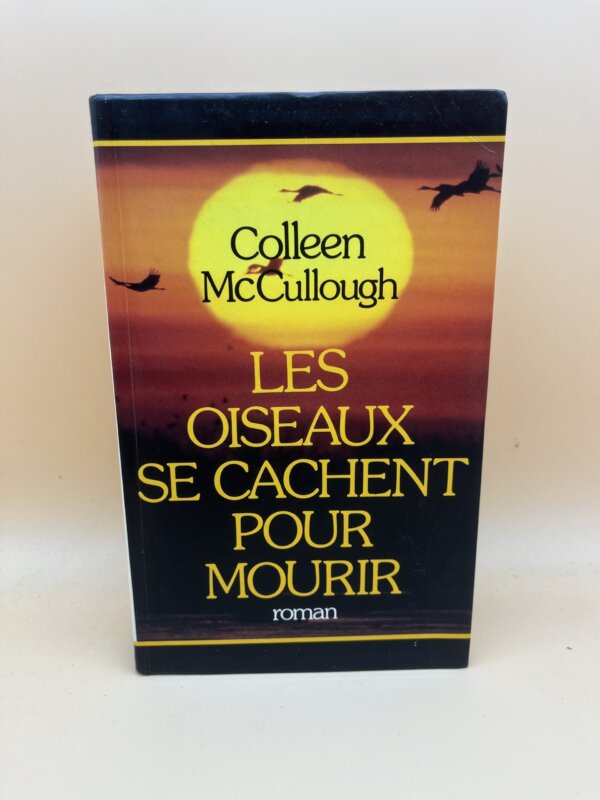 Colleen
McCullough
LES
OISEAUX
SE CACHENT
POUR
MOURIR
roman